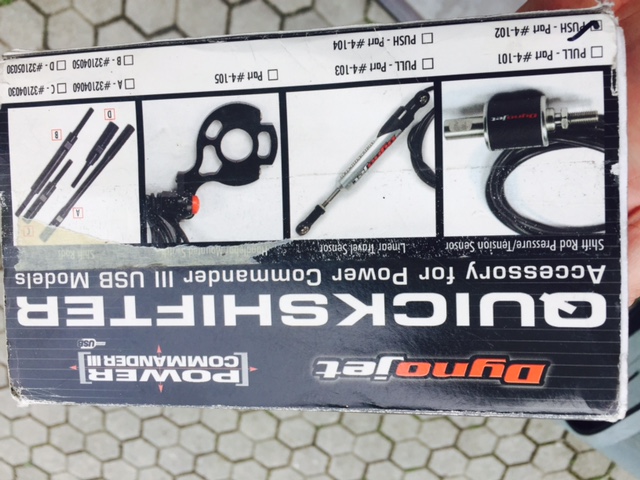 Dynojet
POWER
COMMANDER III
USB
QUICKSHIFTER
Accessory for Power Commander III USB Models
Shift Rod Pressure/Tension Sensor
Linear Travel Sensor
Dynojet
A
D
B
PULL - Part #4-101
PULL - Part #4-103
Part #4-105
A - #32104060
C - #32104030
PUSH - Part #4-102
PUSH - Part #4-104
B - #32104050
D - #32105030